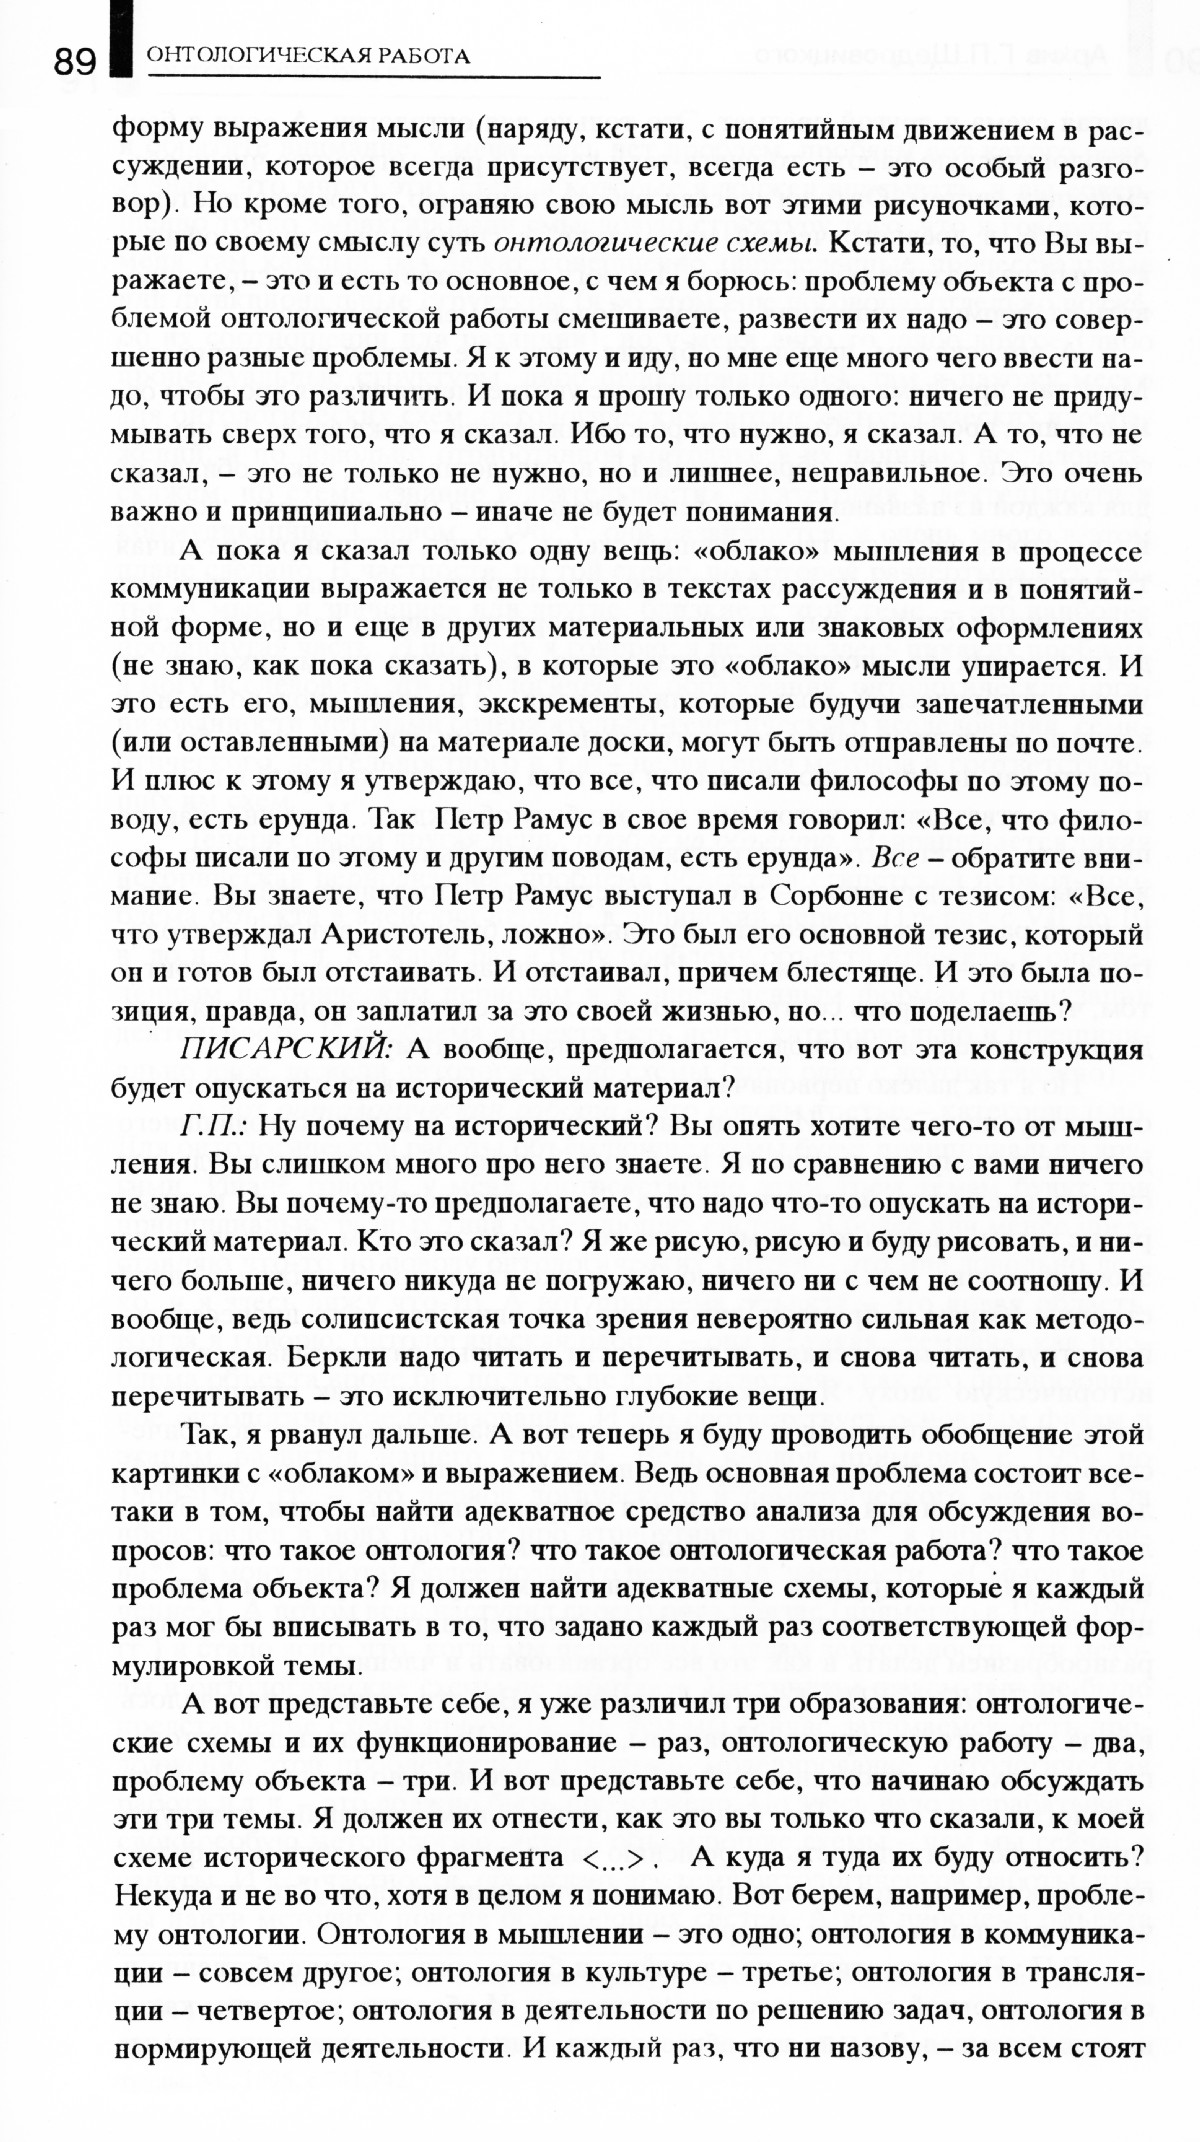 89
ОНТОЛОГИЧЕСКАЯ РАБОТА
форму выражения мысли (наряду, кстати, с понятийным движением в рас-
суждении, которое всегда присутствует, всегда есть – это особый разго-
вор). Но кроме того, ограняю свою мысль вот этими рисуночками, кото-
рые по своему смыслу суть онтологические схемы. Кстати, то, что Вы вы-
ражаете, – это и есть то основное, с чем я борюсь: проблему объекта с про-
блемой онтологической работы смешиваете, развести их надо – это совер-
шенно разные проблемы. Я к этому и иду, но мне еще много чего ввести на-
до, чтобы это различить. И пока я прошу только одного: ничего не приду-
мывать сверх того, что я сказал. Ибо то, что нужно, я сказал. А то, что не
сказал, – это не только не нужно, но и лишнее, неправильное. Это очень
важно и принципиально – иначе не будет понимания.
А пока я сказал только одну вещь: «облако» мышления в процессе
коммуникации выражается не только в текстах рассуждения и в понятий-
ной форме, но и еще в других материальных или знаковых оформлениях
(не знаю, как пока сказать), в которые это «облако» мысли упирается. И
это есть его, мышления, экскременты, которые будучи запечатленными
(или оставленными) на материале доски, могут быть отправлены по почте.
И плюс к этому я утверждаю, что все, что писали философы по этому по-
воду, есть ерунда. Так Петр Рамус в свое время говорил: «Все, что фило-
софы писали по этому и другим поводам, есть ерунда». Все – обратите вни-
мание. Вы знаете, что Петр Рамус выступал в Сорбонне с тезисом: «Все,
что утверждал Аристотель, ложно». Это был его основной тезис, который
он и готов был отстаивать. И отстаивал, причем блестяще. И это была по-
зиция, правда, он заплатил за это своей жизнью, но... что поделаешь?
ПИСАРСКИЙ: А вообще, предполагается, что вот эта конструкция
будет опускаться на исторический материал?
Г.П.: Ну почему на исторический? Вы опять хотите чего-то от мыш-
ления. Вы слишком много про него знаете. Я по сравнению с вами ничего
не знаю. Вы почему-то предполагаете, что надо что-то опускать на истори-
ческий материал. Кто это сказал? Я же рисую, рисую и буду рисовать, и ни-
чего больше, ничего никуда не погружаю, ничего ни с чем не соотношу. И
вообще, ведь солипсистская точка зрения невероятно сильная как методо-
логическая. Беркли надо читать и перечитывать, и снова читать, и снова
перечитывать – это исключительно глубокие вещи.
Так, я рванул дальше. А вот теперь я буду проводить обобщение этой
картинки с «облаком» и выражением. Ведь основная проблема состоит все-
таки в том, чтобы найти адекватное средство анализа для обсуждения во-
просов: что такое онтология? что такое онтологическая работа? что такое
проблема объекта? Я должен найти адекватные схемы, которые я каждый
раз мог бы вписывать в то, что задано каждый раз соответствующей фор-
мулировкой темы.
А вот представьте себе, я уже различил три образования: онтологиче-
ские схемы и их функционирование – раз, онтологическую работу – два,
проблему объекта – три. И вот представьте себе, что начинаю обсуждать
эти три темы. Я должен их отнести, как это вы только что сказали, к моей
схеме исторического фрагмента <...>. А куда я туда их буду относить?
Некуда и не во что, хотя в целом я понимаю. Вот берем, например, пробле-
му онтологии. Онтология в мышлении – это одно; онтология в коммуника-
ции – совсем другое; онтология в культуре – третье; онтология в трансля-
ции – четвертое; онтология в деятельности по решению задач, онтология в
нормирующей деятельности. И каждый раз, что ни назову, – за всем стоят